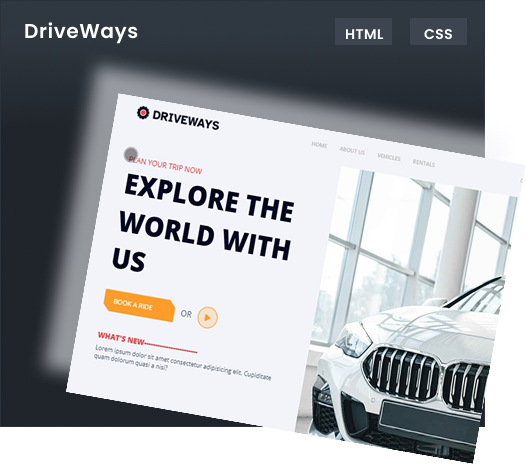 DriveWays
HTML
CSS
DRIVEWAYS
HOME
ABOUT US
VEHICLES
RENTALS
PLAN YOUR TRIP NOW
EXPLORE THE
WORLD WITH
US
BOOK A RIDE
OR
WHAT'S NEW
Lorem ipsum dolor sit amet consectetur adipisicing elit. Cupiditate
quam dolorum quasi a nisi?